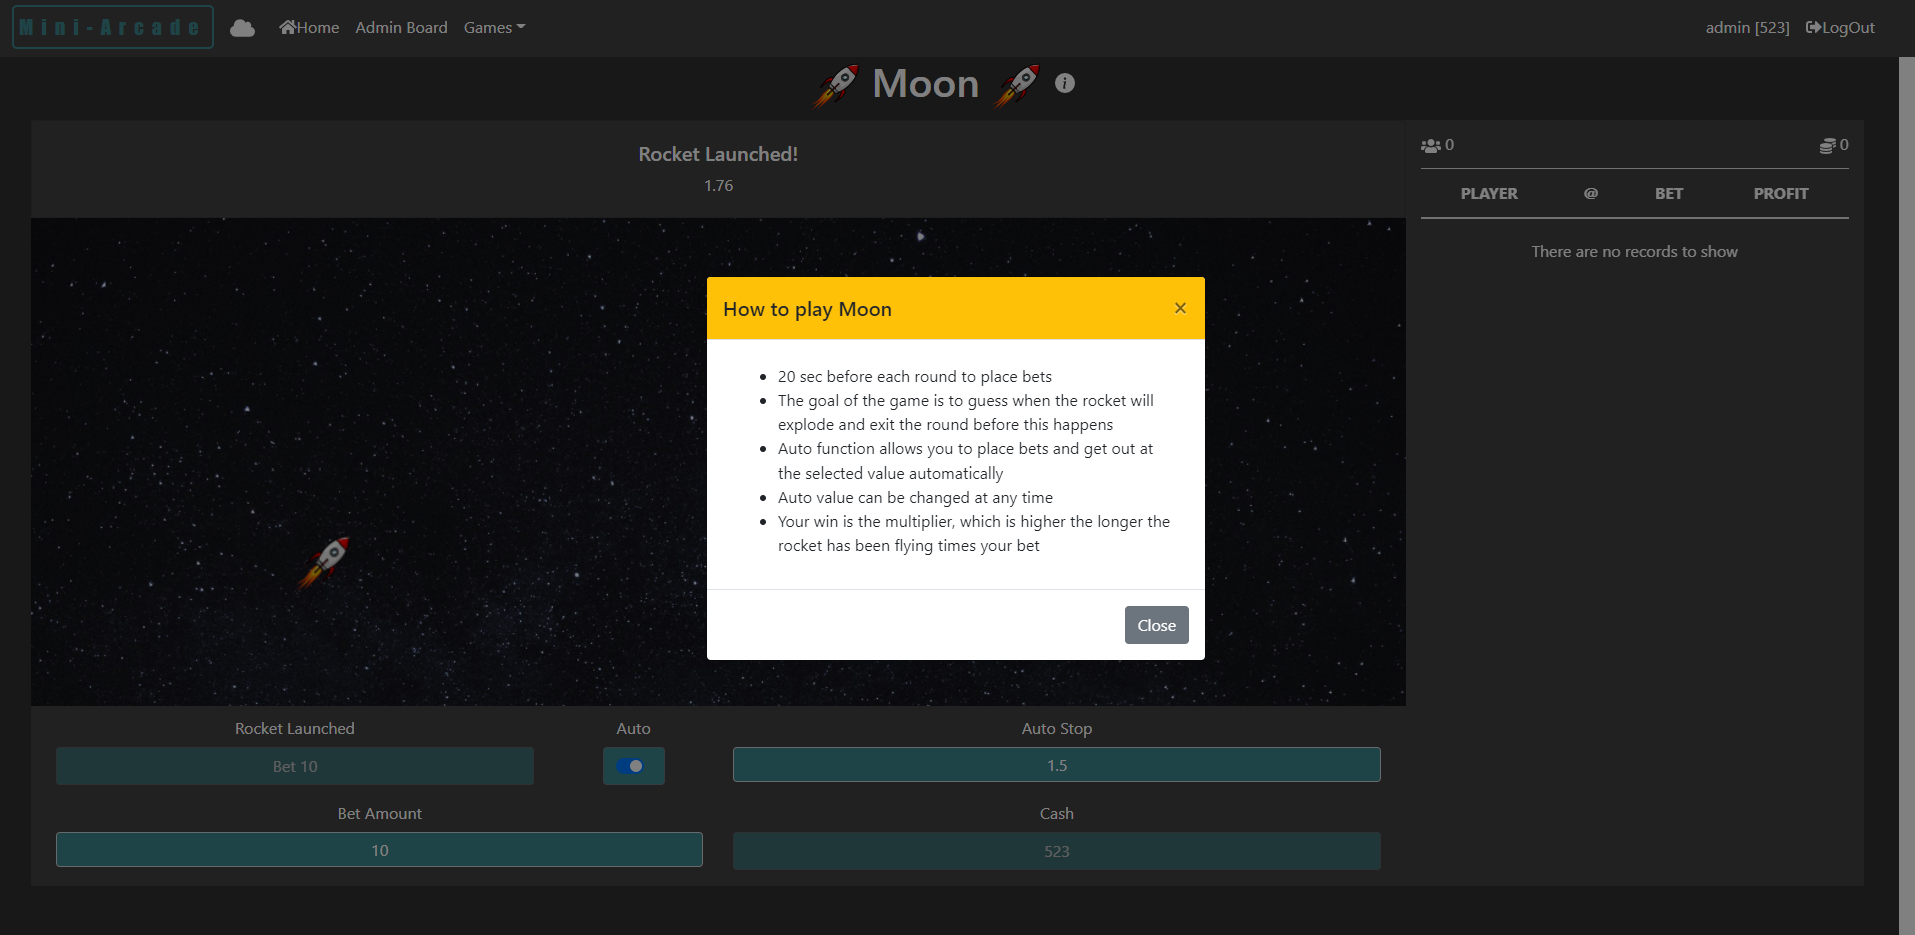 Mini-Arcade Home Admin Board Games admin [523] LogOut
Moon
Rocket Launched!
1.76
0 0
PLAYER @ BET PROFIT
There are no records to show
How to play Moon ×
• 20 sec before each round to place bets
• The goal of the game is to guess when the rocket will
explode and exit the round before this happens
• Auto function allows you to place bets and get out at
the selected value automatically
• Auto value can be changed at any time
• Your win is the multiplier, which is higher the longer the
rocket has been flying times your bet
Close
Rocket Launched Auto Auto Stop
Bet 10 1.5
Bet Amount Cash
10 523